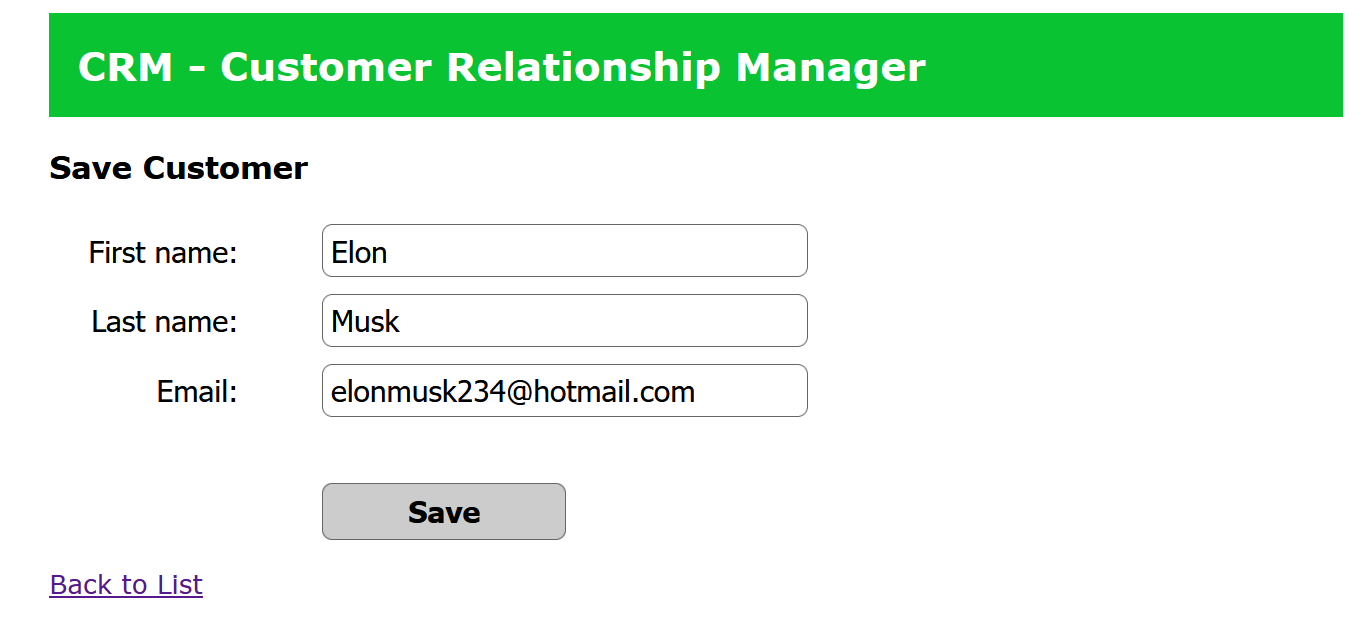 CRM - Customer Relationship Manager
Save Customer
First name: Elon
Last name: Musk
Email: elonmusk234@hotmail.com
Save
Back to List